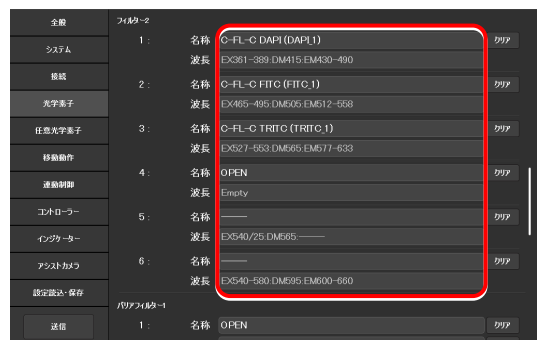 全般
システム
接続
光学素子
任意光学素子
移動動作
連動制御
コントローラー
インジケーター
アシストカメラ
設定読込・保存
送信
フィルター2
1 : 名称 C-FL-C DAPI (DAPI_1) クリア
波長 EX361-389:DM415:EM430-490
2 : 名称 C-FL-C FITC (FITC_1) クリア
波長 EX465-495:DM505:EM512-558
3 : 名称 C-FL-C TRITC (TRITC_1) クリア
波長 EX527-553:DM565:EM577-633
4 : 名称 OPEN クリア
波長 Empty
5 : 名称 ------ クリア
波長 EX540/25:DM565:------
6 : 名称 ------ クリア
波長 EX540-580:DM595:EM600-660
バリアフィルター1
1 : 名称 OPEN クリア